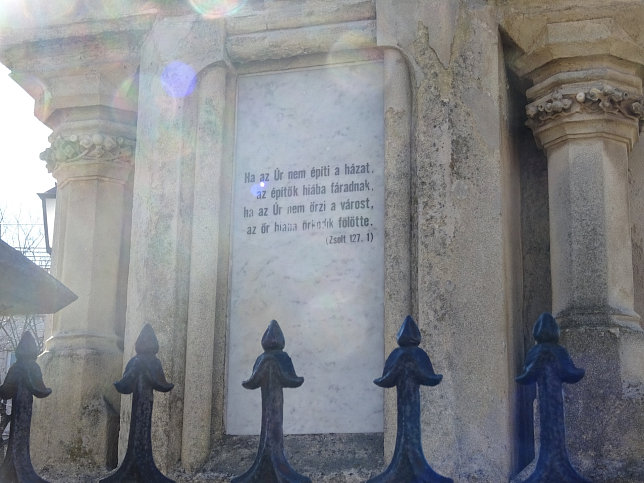 Ha az Úr nem építi a házat,
az építők hiába fáradnak,
ha az Úr nem őrzi a várost,
az őr hiába őrködik fölötte.
(Zsolt 127. 1)